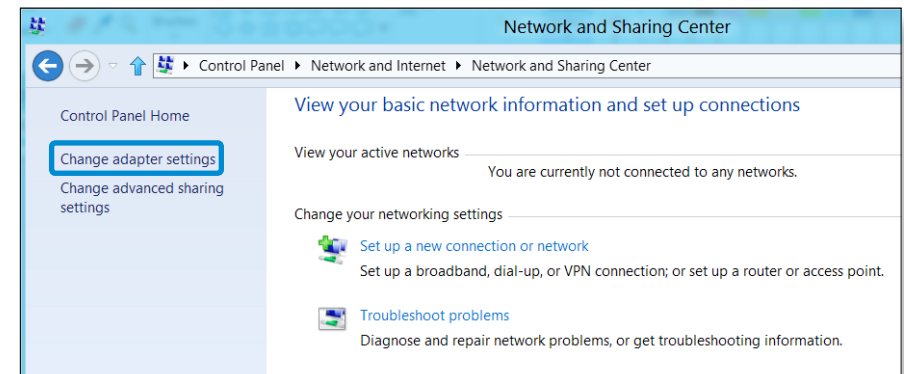 Network and Sharing Center
Control Panel Network and Internet Network and Sharing Center
Control Panel Home
Change adapter settings
Change advanced sharing
settings
View your basic network information and set up connections
View your active networks
You are currently not connected to any networks.
Change your networking settings
Set up a new connection or network
Set up a broadband, dial-up, or VPN connection; or set up a router or access point.
Troubleshoot problems
Diagnose and repair network problems, or get troubleshooting information.